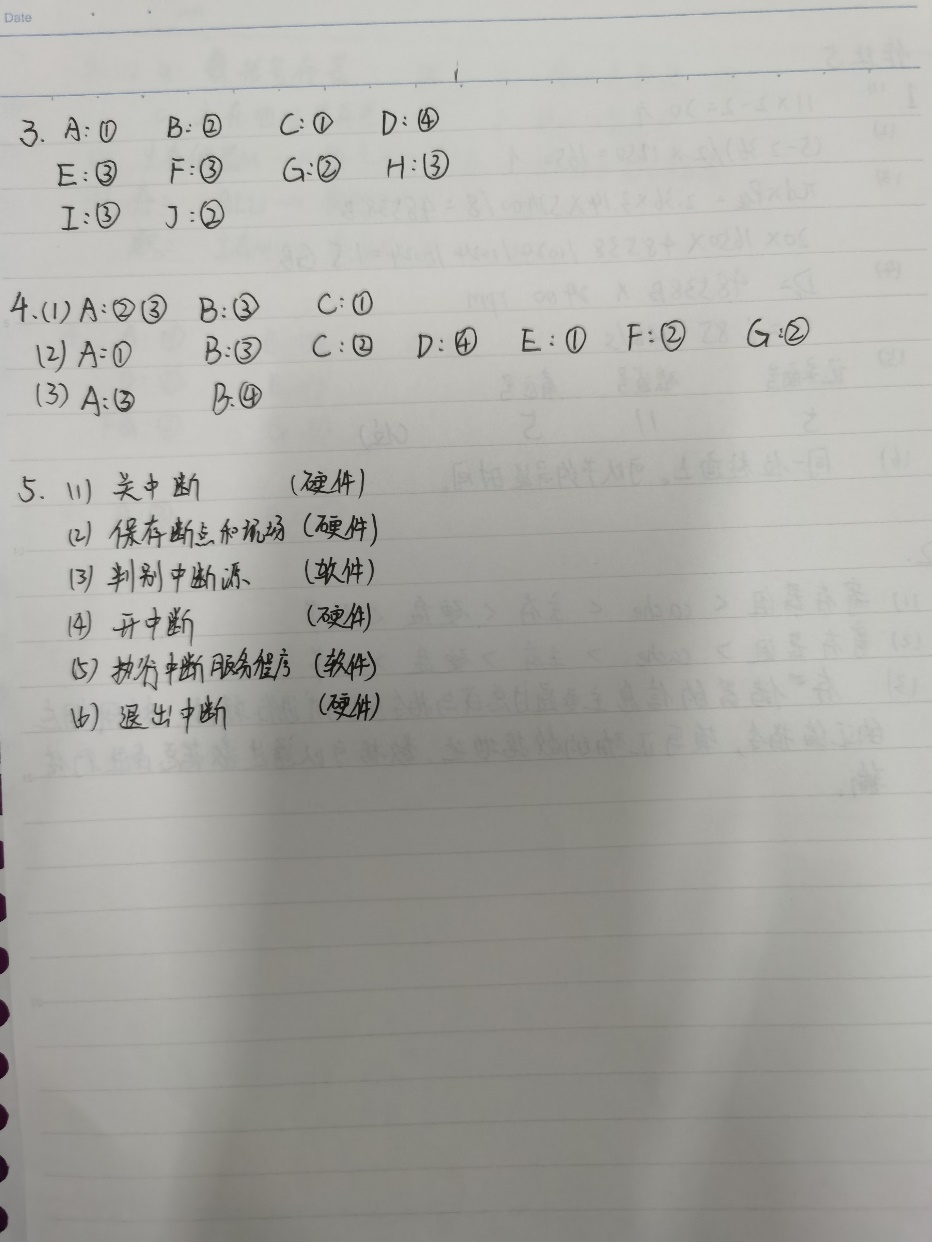 Date
3. A:① B:② C:① D:④
E:③ F:③ G:② H:③
I:③ J:②
4.(1) A:②③ B:③ C:①
(2) A:① B:③ C:② D:④ E:① F:② G:②
(3) A:③ B:④
5. (1) 关中断 (硬件)
(2) 保存断点和现场 (硬件)
(3) 判别中断源 (软件)
(4) 开中断 (硬件)
(5) 执行中断服务程序 (软件)
(6) 退出中断 (硬件)